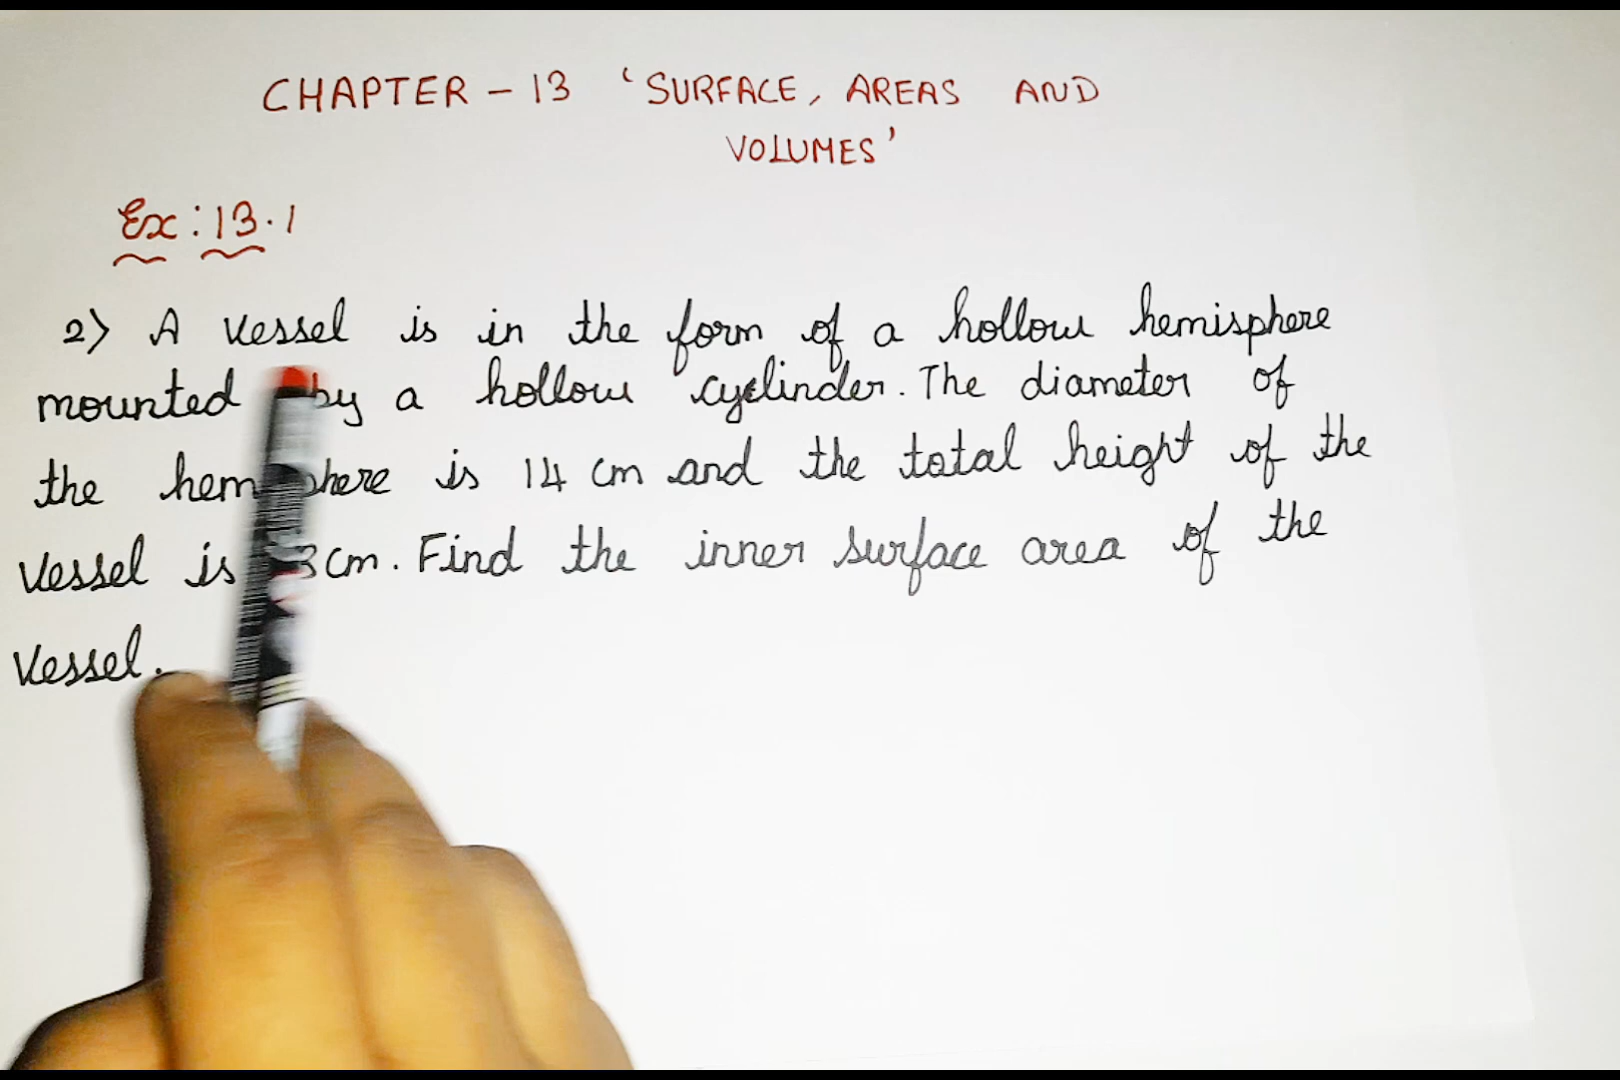 CHAPTER - 13 'SURFACE, AREAS AND
VOLUMES'
Ex: 13.1
2) A vessel is in the form of a hollow hemisphere
mounted by a hollow cyclinder. The diameter of
the hemisphere is 14 cm and the total height of the
vessel is cm. Find the inner surface area of the
vessel.